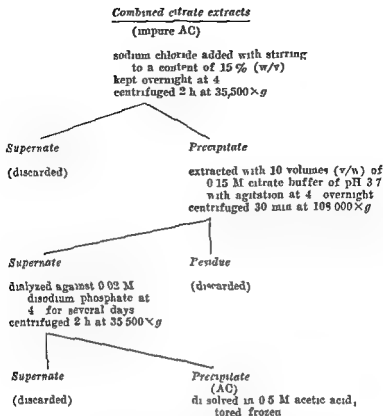 Combined citrate extracts
(impure AC)
sodium chloride added with stirring
to a content of 15% (w/v)
kept overnight at 4
centrifuged 2 h at 35,500×g
Supernate
(discarded)
Precipitate
extracted with 10 volumes (v/w) of
0 15 M citrate buffer of pH 3 7
with agitation at 4 overnight
centrifuged 30 min at 108 000×g
Supernate
dialyzed against 0 02 M
disodium phosphate at
4 for several days
centrifuged 2 h at 35 500×g
Residue
(discarded)
Supernate
(discarded)
Precipitate
(AC)
di solved in 0 5 M acetic acid,
tored frozen